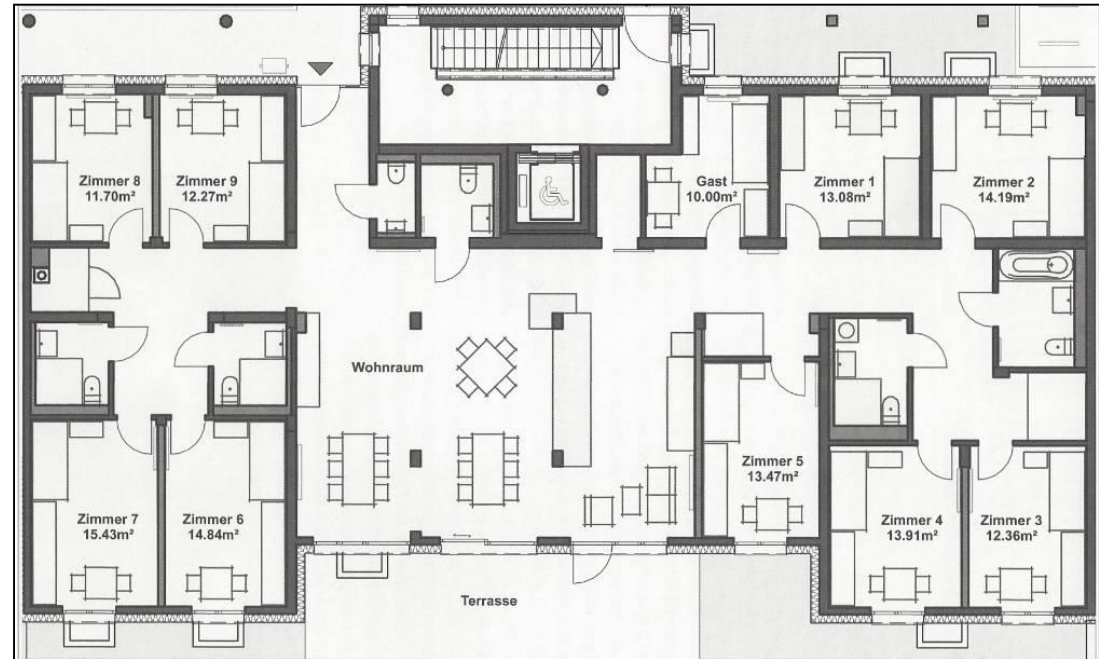 Zimmer 8
11.70m²
Zimmer 9
12.27m²
Gast
10.00m²
Zimmer 1
13.08m²
Zimmer 2
14.19m²
Wohnraum
Zimmer 5
13.47m²
Zimmer 7
15.43m²
Zimmer 6
14.84m²
Zimmer 4
13.91m²
Zimmer 3
12.36m²
Terrasse